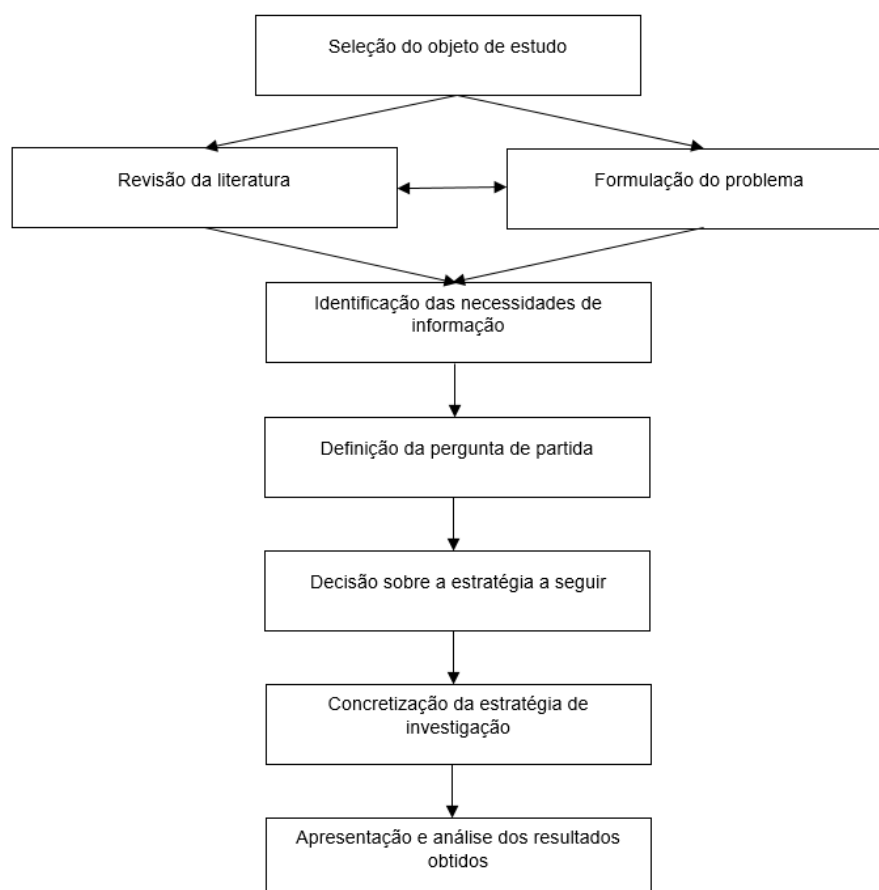 Seleção do objeto de estudo
Revisão da literatura
Formulação do problema
Identificação das necessidades de
informação
Definição da pergunta de partida
Decisão sobre a estratégia a seguir
Concretização da estratégia de
investigação
Apresentação e análise dos resultados
obtidos